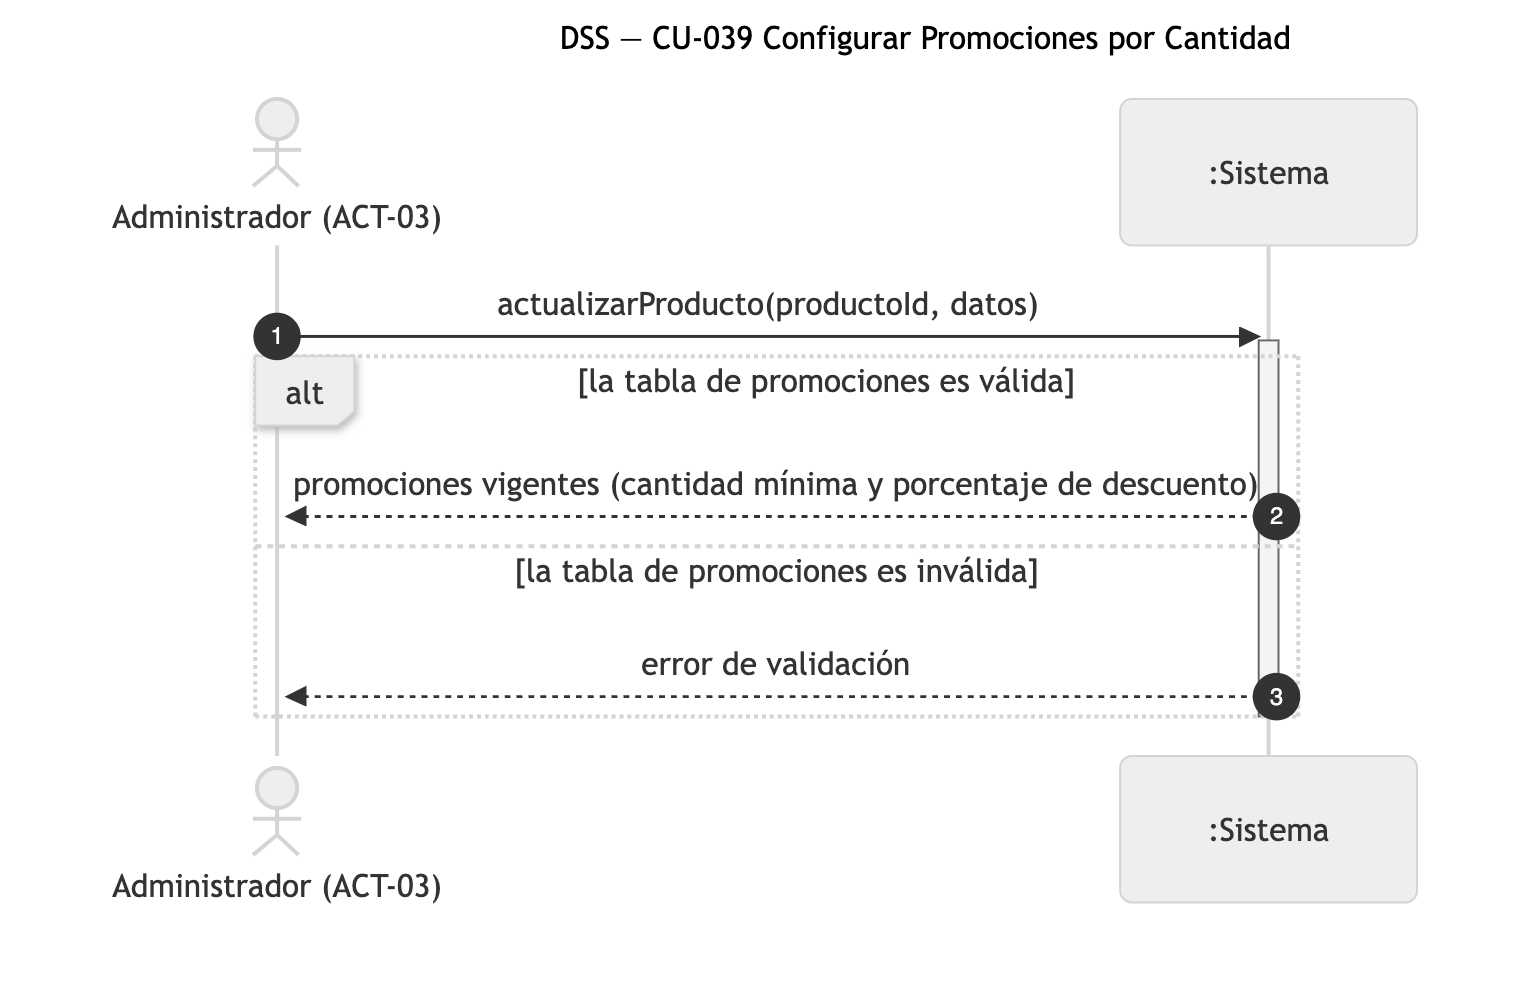 DSS — CU-039 Configurar Promociones por Cantidad
Administrador (ACT-03)
:Sistema
actualizarProducto(productoId, datos)
1
alt
[la tabla de promociones es válida]
promociones vigentes (cantidad mínima y porcentaje de descuento)
2
[la tabla de promociones es inválida]
error de validación
3
Administrador (ACT-03)
:Sistema